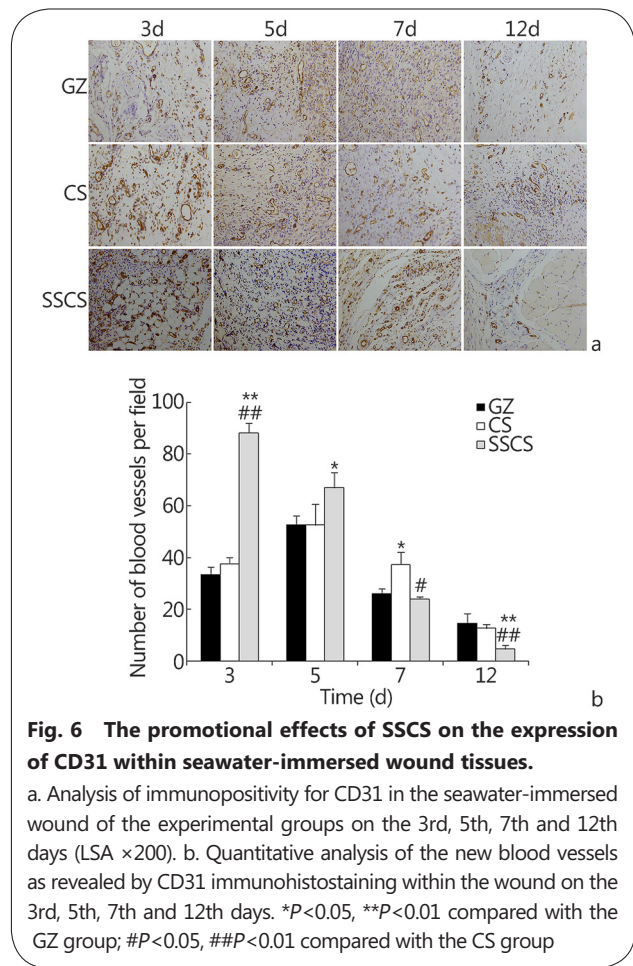 3d 5d 7d 12d
GZ
CS
SSCS
a
100
80
60
40
20
0
Number of blood vessels per field
**
##
*
*
#
**
##
GZ
CS
SSCS
3 5 7 12
Time (d)
b
Fig. 6 The promotional effects of SSCS on the expression
of CD31 within seawater-immersed wound tissues.
a. Analysis of immunopositivity for CD31 in the seawater-immersed
wound of the experimental groups on the 3rd, 5th, 7th and 12th
days (LSA ×200). b. Quantitative analysis of the new blood vessels
as revealed by CD31 immunohistostaining within the wound on the
3rd, 5th, 7th and 12th days. *P<0.05, **P<0.01 compared with the
GZ group; #P<0.05, ##P<0.01 compared with the CS group